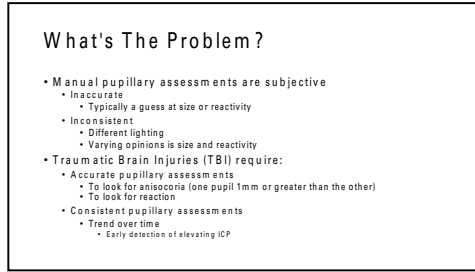 What's The Problem?
• Manual pupillary assessments are subjective
• Inaccurate
• Typically a guess at size or reactivity
• Inconsistent
• Different lighting
• Varying opinions is size and reactivity
• Traumatic Brain Injuries (TBI) require:
• Accurate pupillary assessments
• To look for anisocoria (one pupil 1mm or greater than the other)
• To look for reaction
• Consistent pupillary assessments
• Trend over time
• Early detection of elevating ICP